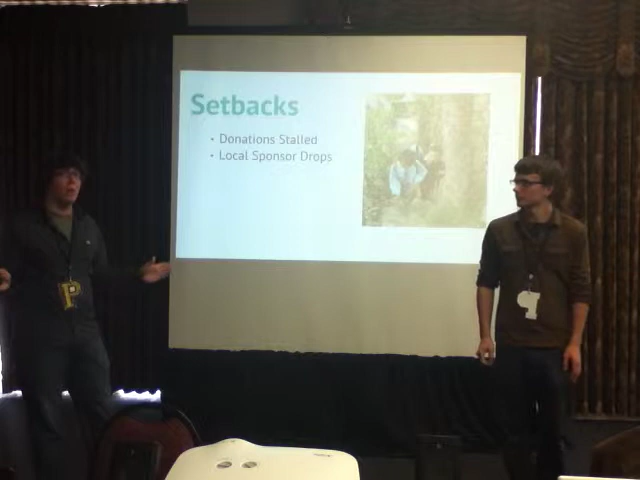 Setbacks
• Donations Stalled
• Local Sponsor Drops
P